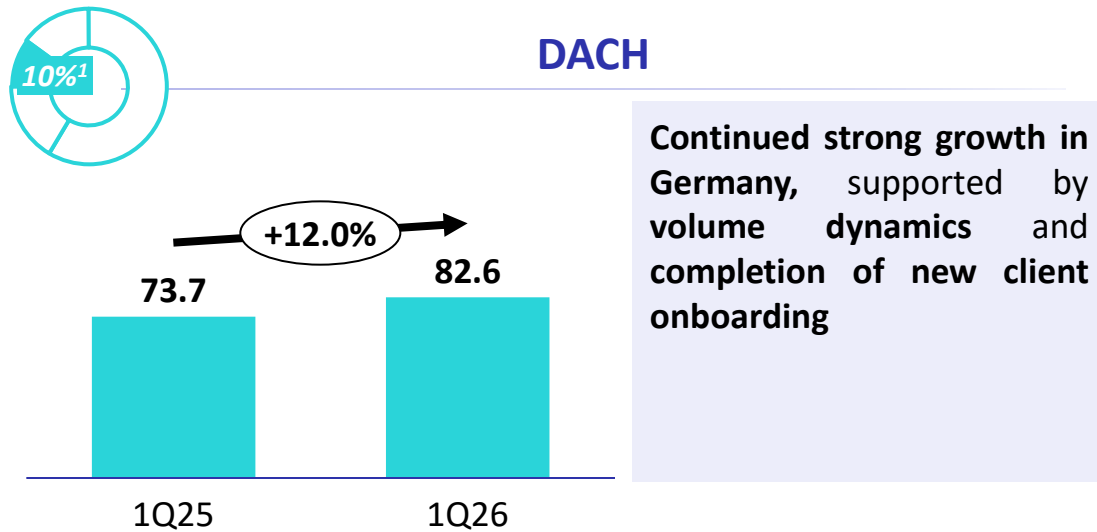 DACH
10%1
Continued strong growth in
Germany, supported by
volume dynamics and
completion of new client
onboarding
+12.0%
73.7
82.6
1Q25
1Q26